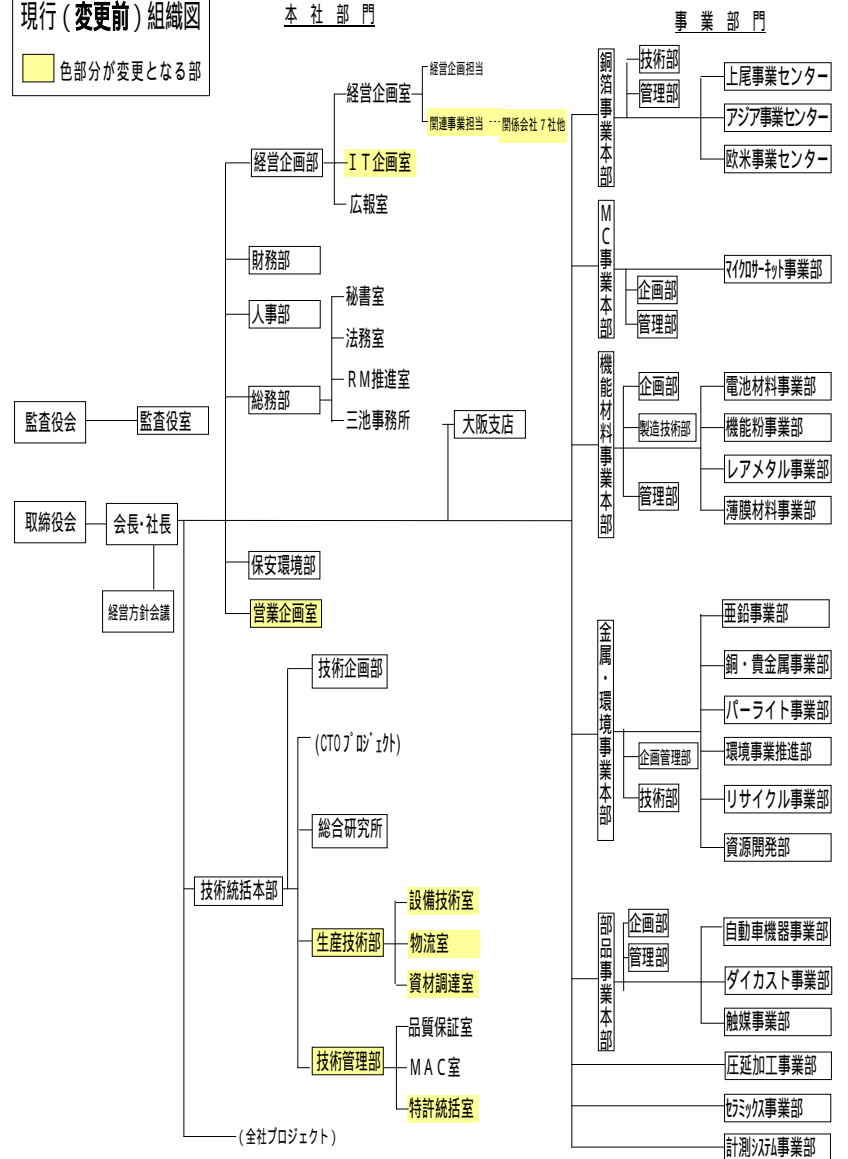 現行(変更前)組織図
色部分が変更となる部
本社部門
事業部門
経営企画担当
経営企画室
関連事業担当
関係会社7社他
経営企画部
IT企画室
広報室
財務部
人事部
秘書室
法務室
RM推進室
総務部
三池事務所
監査役会
監査役室
大阪支店
取締役会
会長・社長
経営方針会議
保安環境部
営業企画室
技術企画部
(CTOプロジェクト)
総合研究所
技術統括本部
設備技術室
生産技術部
物流室
資材調達室
品質保証室
技術管理部
MAC室
特許統括室
(全社プロジェクト)
銅箔事業本部
技術部
管理部
上尾事業センター
アジア事業センター
欧米事業センター
MC事業本部
企画部
管理部
マイクロサーキット事業部
機能材料事業本部
企画部
製造技術部
管理部
電池材料事業部
機能粉事業部
レアメタル事業部
薄膜材料事業部
金属・環境事業本部
企画管理部
技術部
亜鉛事業部
銅・貴金属事業部
パーライト事業部
環境事業推進部
リサイクル事業部
資源開発部
部品事業本部
企画部
管理部
自動車機器事業部
ダイカスト事業部
触媒事業部
圧延加工事業部
セラミックス事業部
計測システム事業部